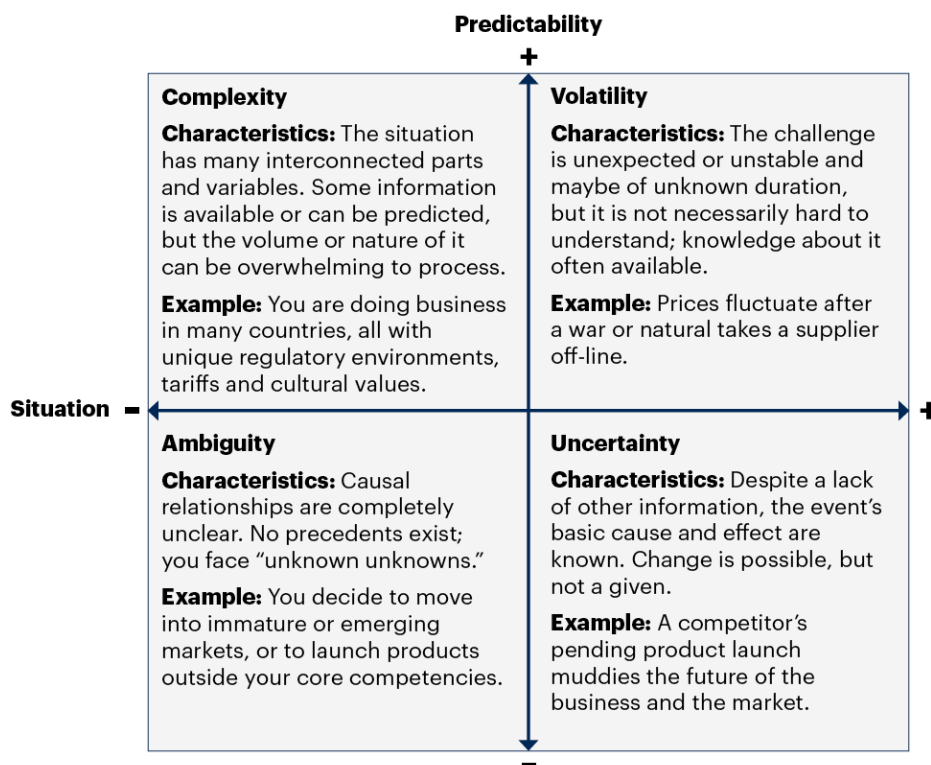 Predictability
+
Complexity
Characteristics: The situation
has many interconnected parts
and variables. Some information
is available or can be predicted,
but the volume or nature of it
can be overwhelming to process.
Example: You are doing business
in many countries, all with
unique regulatory environments,
tariffs and cultural values.
Volatility
Characteristics: The challenge
is unexpected or unstable and
maybe of unknown duration,
but it is not necessarily hard to
understand; knowledge about it
often available.
Example: Prices fluctuate after
a war or natural takes a supplier
off-line.
Situation -
+
Ambiguity
Characteristics: Causal
relationships are completely
unclear. No precedents exist;
you face “unknown unknowns.”
Example: You decide to move
into immature or emerging
markets, or to launch products
outside your core competencies.
Uncertainty
Characteristics: Despite a lack
of other information, the event’s
basic cause and effect are
known. Change is possible, but
not a given.
Example: A competitor’s
pending product launch
muddies the future of the
business and the market.
-